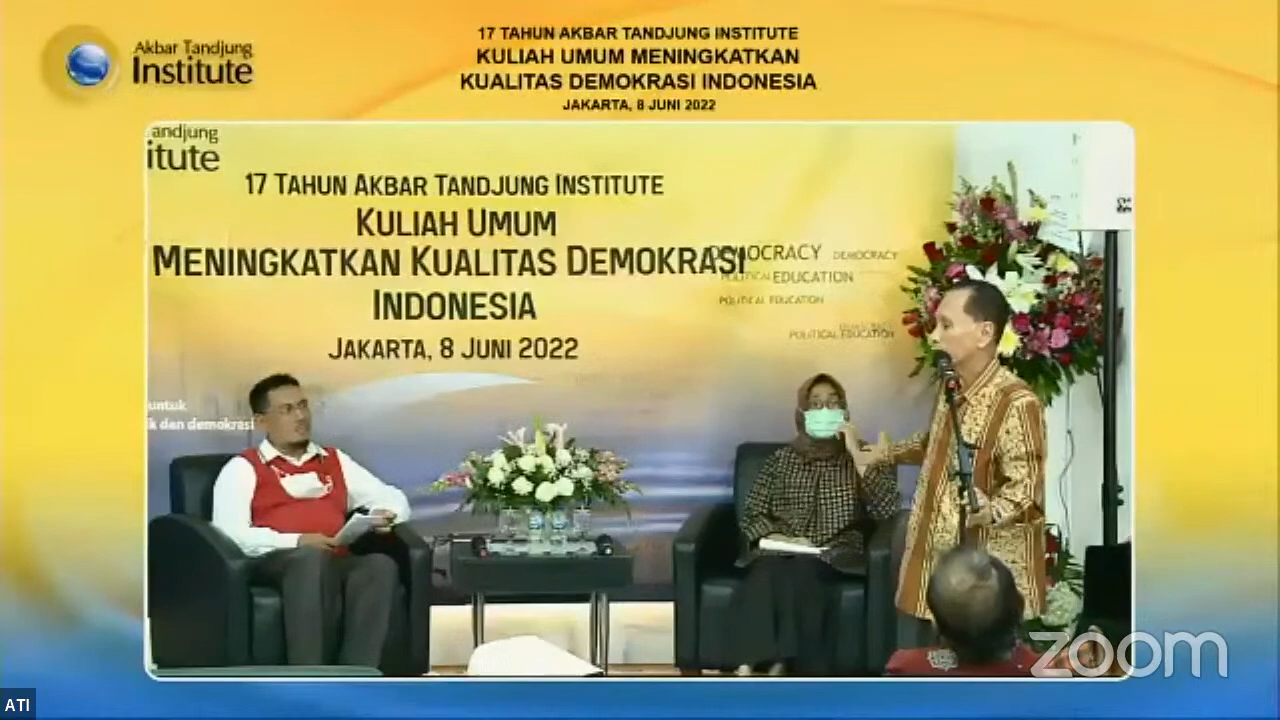 Akbar Tandjung
Institute
17 TAHUN AKBAR TANDJUNG INSTITUTE
KULIAH UMUM MENINGKATKAN
KUALITAS DEMOKRASI INDONESIA
JAKARTA, 8 JUNI 2022
andjung
itute
17 TAHUN AKBAR TANDJUNG INSTITUTE
KULIAH UMUM
MENINGKATKAN KUALITAS DEMOKRASI
INDONESIA
JAKARTA, 8 JUNI 2022
DEMOCRACY DEMOCRACY
POLITICAL EDUCATION
POLITICAL EDUCATION
POLITICAL EDUCATION
untuk
k dan demokrasi
zoom
ATI